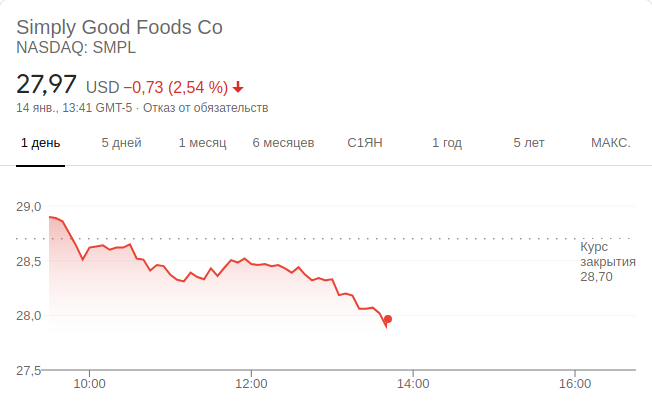 Simply Good Foods Co
NASDAQ: SMPL
27,97 USD −0,73 (2,54 %)
14 янв., 13:41 GMT-5 · Отказ от обязательств
1 день 5 дней 1 месяц 6 месяцев С1ЯН 1 год 5 лет МАКС.
29,0
Курс
закрытия
28,70
28,5
28,0
27,5
10:00 12:00 14:00 16:00